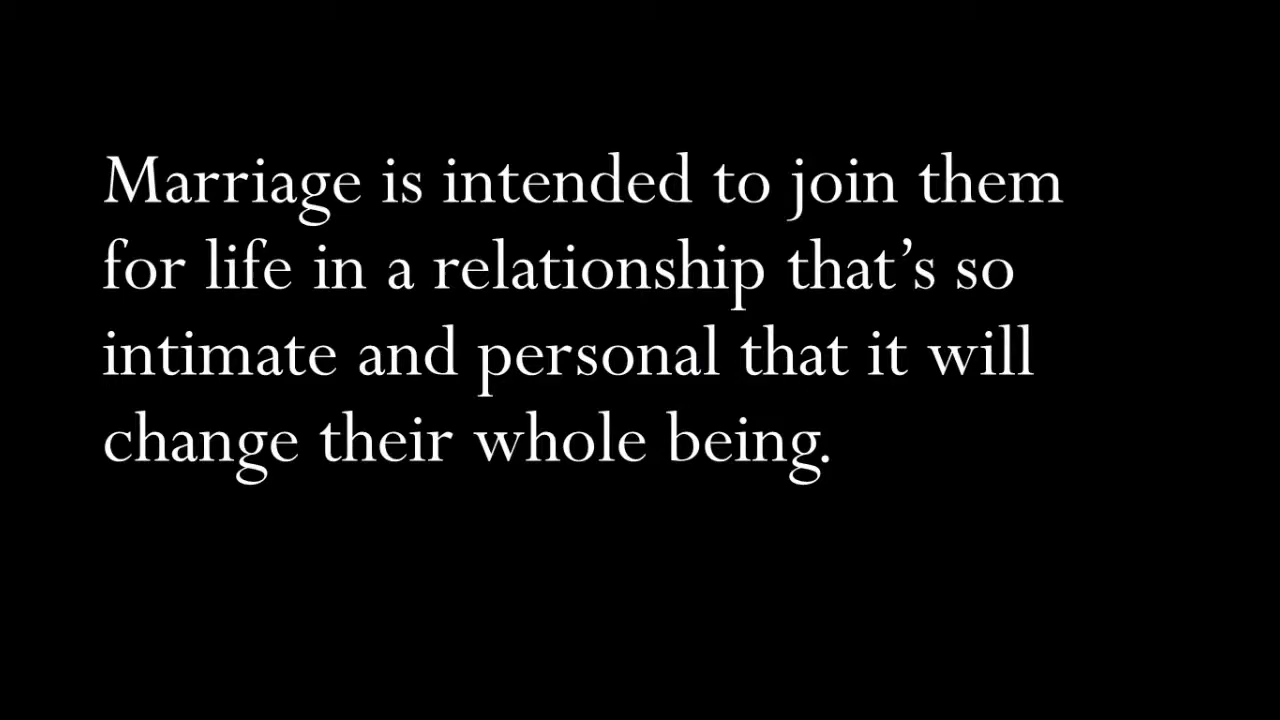 Marriage is intended to join them
for life in a relationship that’s so
intimate and personal that it will
change their whole being.